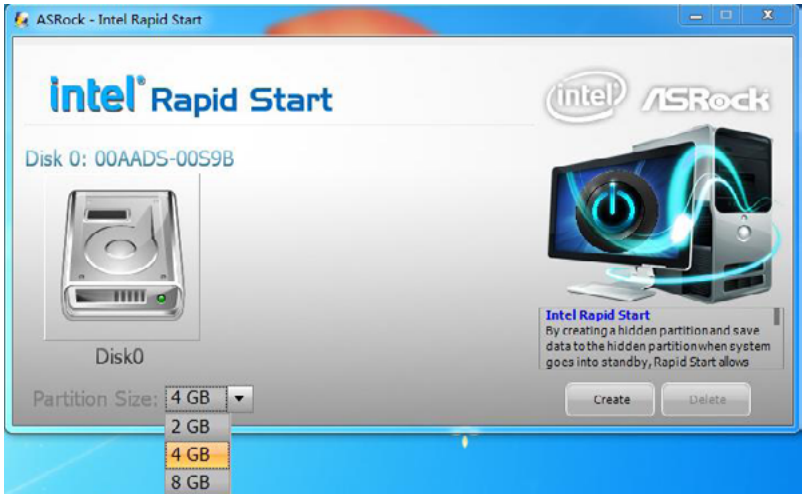 ASRock - Intel Rapid Start
intel® Rapid Start
intel ASRock
Disk 0: 00AADS-00S9B
Disk0
Intel Rapid Start
By creating a hidden partition and save
data to the hidden partition when system
goes into standby, Rapid Start allows
Partition Size: 4 GB
2 GB
4 GB
8 GB
Create
Delete